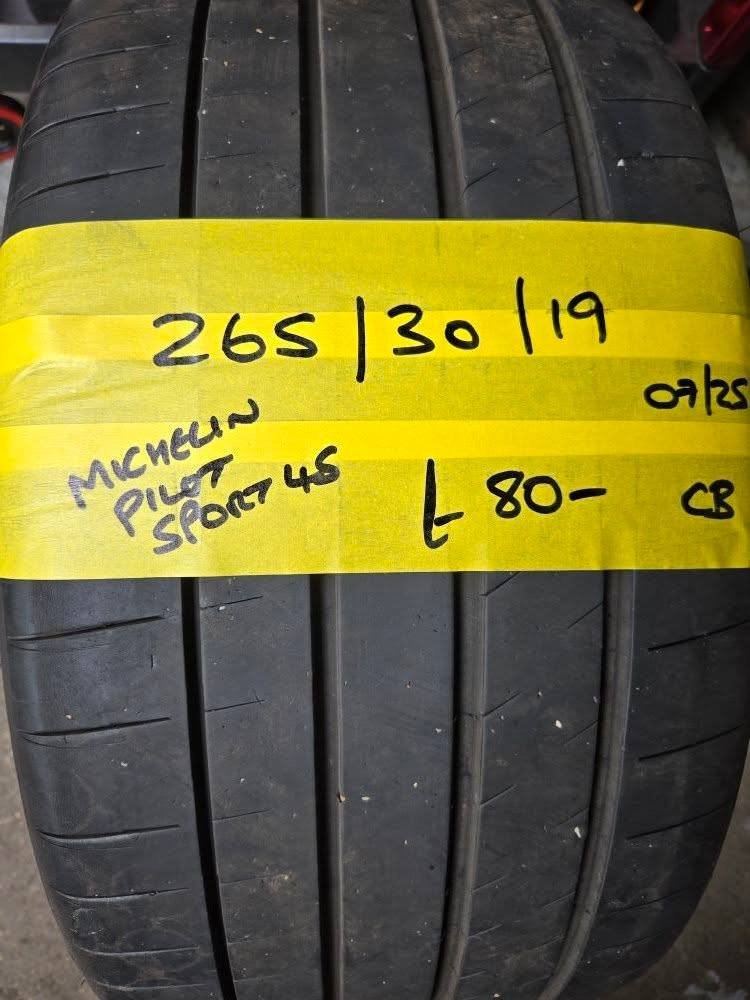 265/30/19
07/25
MICHELIN
PILOT
SPORT 4S
£80-
CB